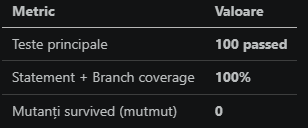 Metric Valoare
Teste principale 100 passed
Statement + Branch coverage 100%
Mutanți survived (mutmut) 0